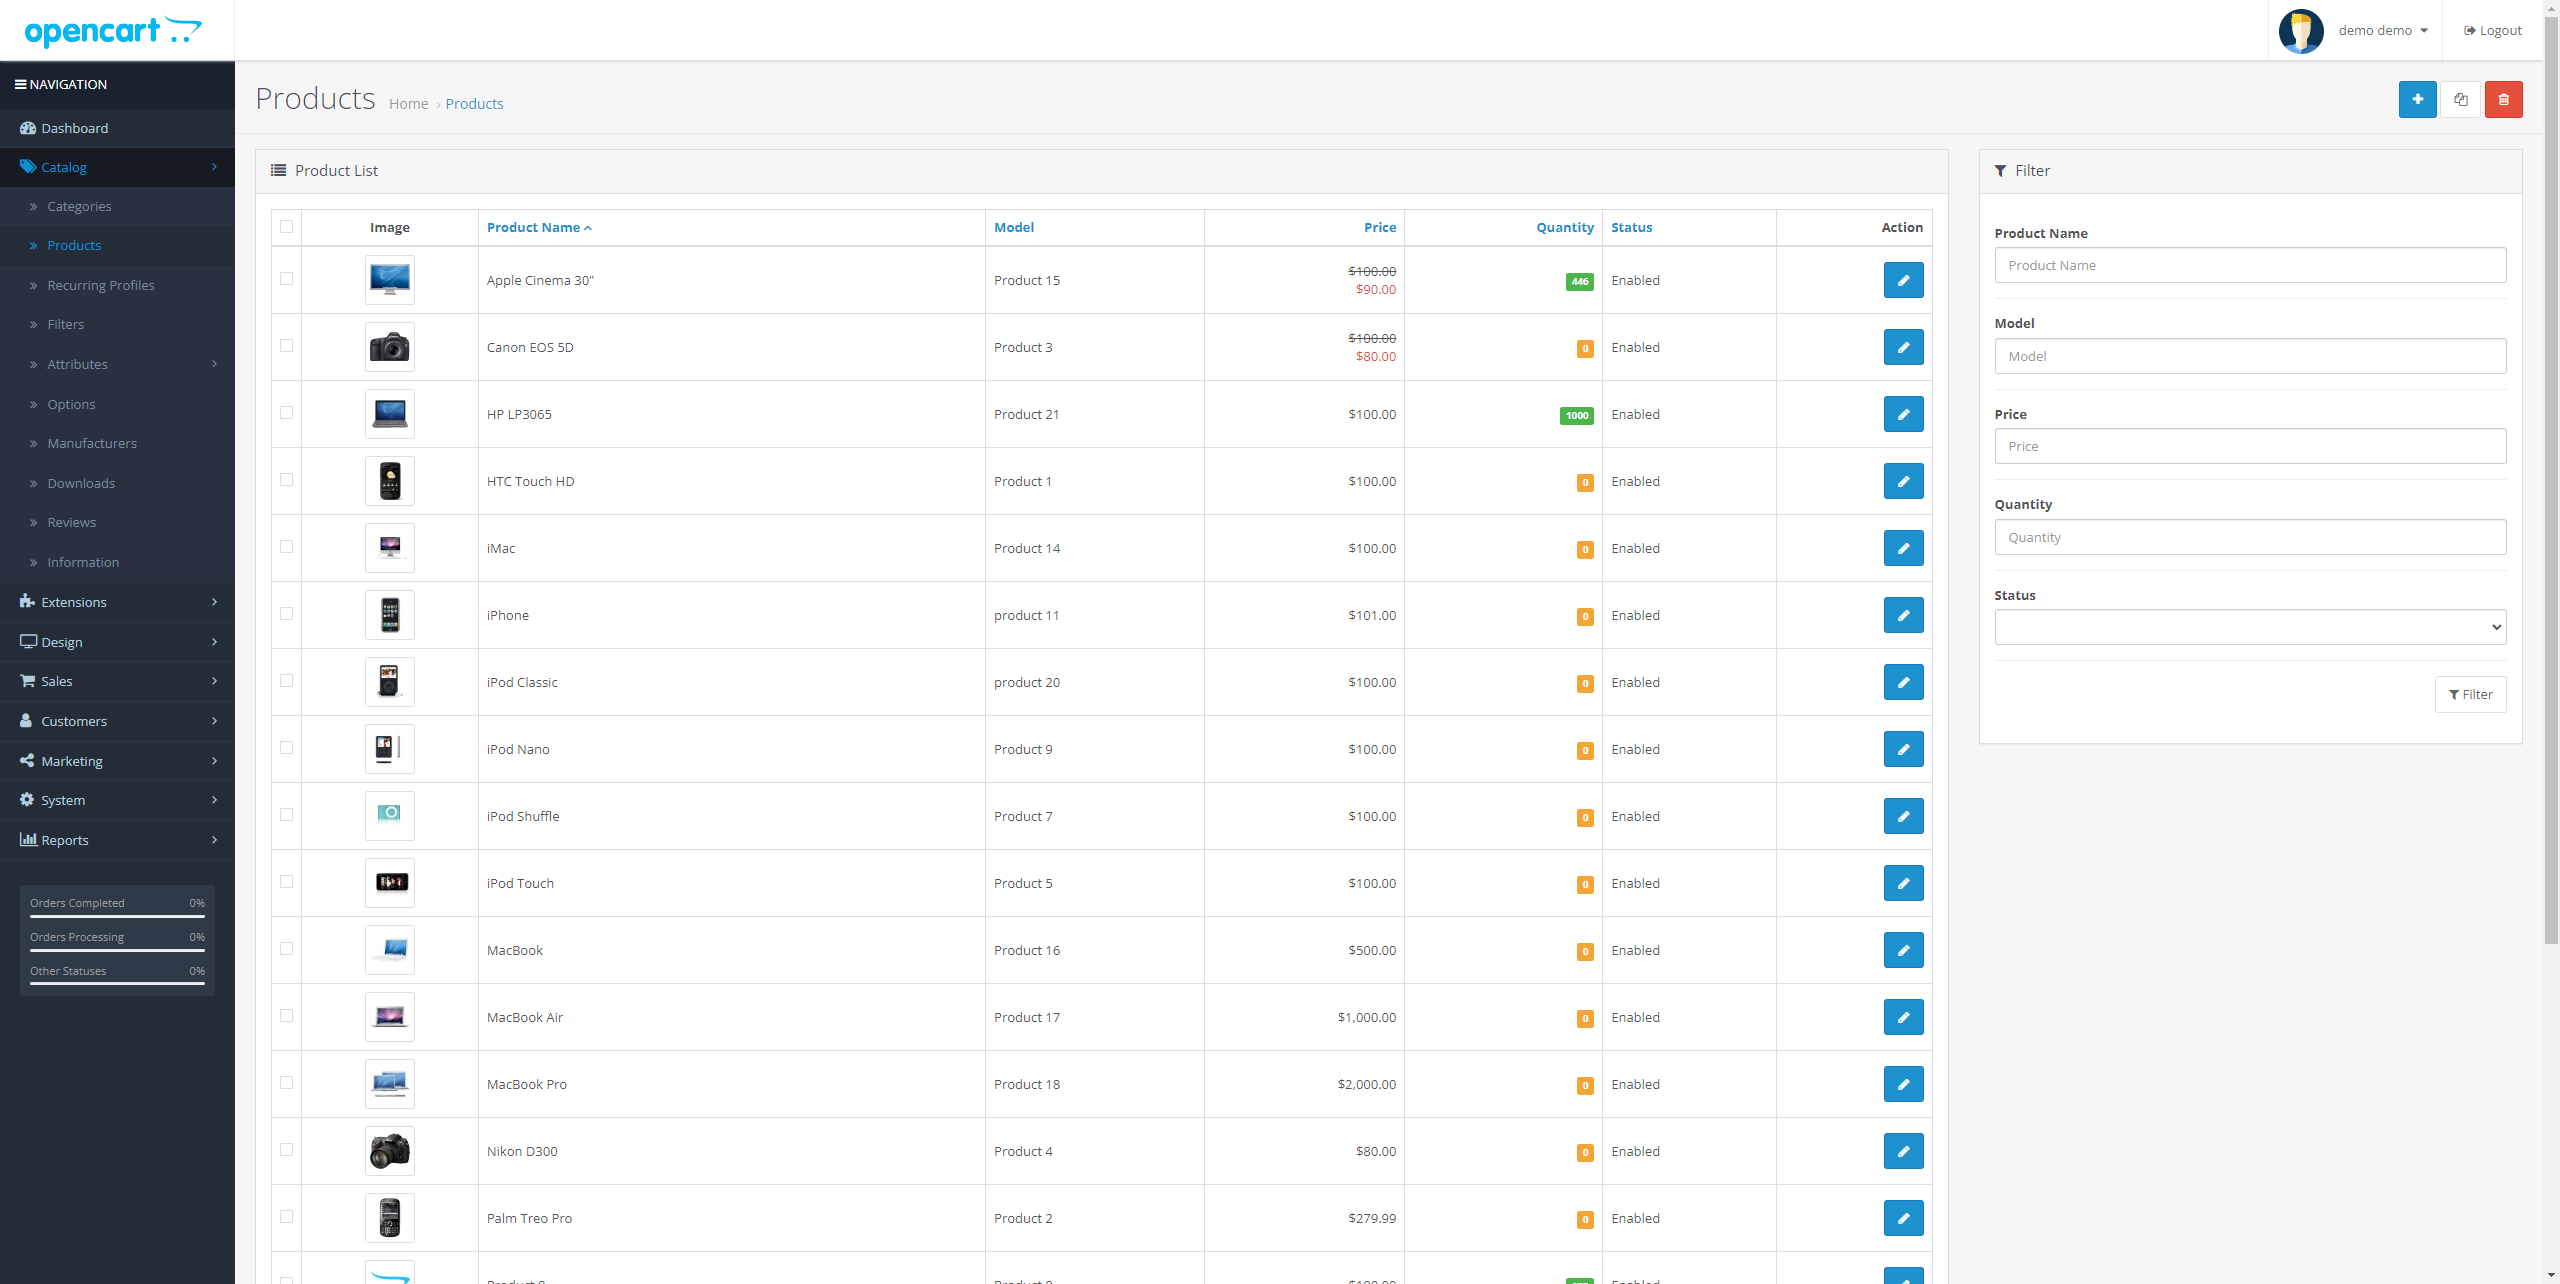 opencart
demo demo
Logout
NAVIGATION
Dashboard
Catalog
Categories
Products
Recurring Profiles
Filters
Attributes
Options
Manufacturers
Downloads
Reviews
Information
Extensions
Design
Sales
Customers
Marketing
System
Reports
Orders Completed 0%
Orders Processing 0%
Other Statuses 0%
Products Home › Products
Product List
Image Product Name Model Price Quantity Status Action
Apple Cinema 30" Product 15 $100.00 $90.00 446 Enabled
Canon EOS 5D Product 3 $100.00 $80.00 0 Enabled
HP LP3065 Product 21 $100.00 1000 Enabled
HTC Touch HD Product 1 $100.00 0 Enabled
iMac Product 14 $100.00 0 Enabled
iPhone product 11 $101.00 0 Enabled
iPod Classic product 20 $100.00 0 Enabled
iPod Nano Product 9 $100.00 0 Enabled
iPod Shuffle Product 7 $100.00 0 Enabled
iPod Touch Product 5 $100.00 0 Enabled
MacBook Product 16 $500.00 0 Enabled
MacBook Air Product 17 $1,000.00 0 Enabled
MacBook Pro Product 18 $2,000.00 0 Enabled
Nikon D300 Product 4 $80.00 0 Enabled
Palm Treo Pro Product 2 $279.99 0 Enabled
Filter
Product Name
Product Name
Model
Model
Price
Price
Quantity
Quantity
Status
Filter